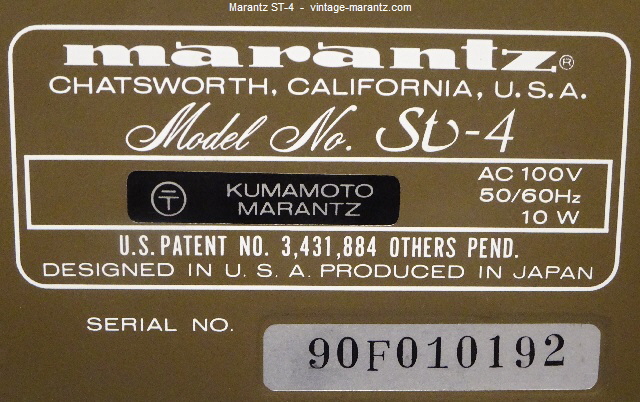 Marantz ST-4 - vintage-marantz.com
marantz®
CHATSWORTH, CALIFORNIA, U.S.A.
Model No. St-4
KUMAMOTO
MARANTZ
AC 100V
50/60Hz
10 W
U.S. PATENT NO. 3,431,884 OTHERS PEND.
DESIGNED IN U.S.A. PRODUCED IN JAPAN
SERIAL NO.
90F010192